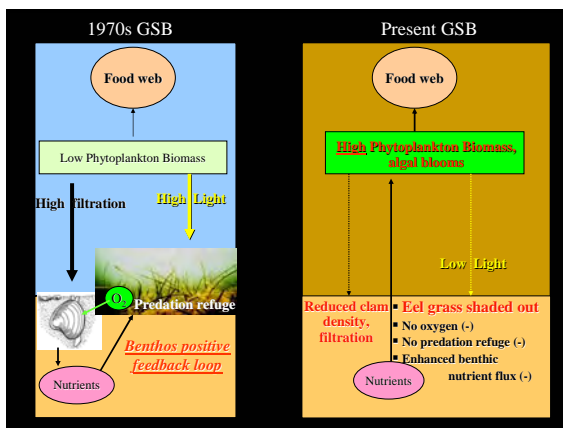 1970s GSB
Food web
Low Phytoplankton Biomass
High filtration
High Light
O2
Predation refuge
Benthos positive
feedback loop
Nutrients
Present GSB
Food web
High Phytoplankton Biomass,
algal blooms
Low Light
Reduced clam
density,
filtration
▪ Eel grass shaded out
▪ No oxygen (-)
▪ No predation refuge (-)
▪ Enhanced benthic
nutrient flux (-)
Nutrients